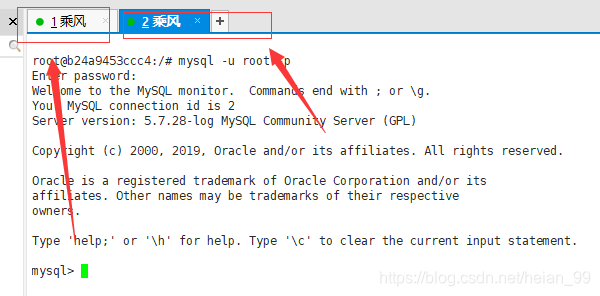 1 乘风 × 2 乘风 × +
root@b24a9453ccc4:/# mysql -u root -p
Enter password:
Welcome to the MySQL monitor. Commands end with ; or \g.
Your MySQL connection id is 2
Server version: 5.7.28-log MySQL Community Server (GPL)
Copyright (c) 2000, 2019, Oracle and/or its affiliates. All rights reserved.
Oracle is a registered trademark of Oracle Corporation and/or its
affiliates. Other names may be trademarks of their respective
owners.
Type 'help;' or '\h' for help. Type '\c' to clear the current input statement.
mysql>
https://blog.csdn.net/heian_99